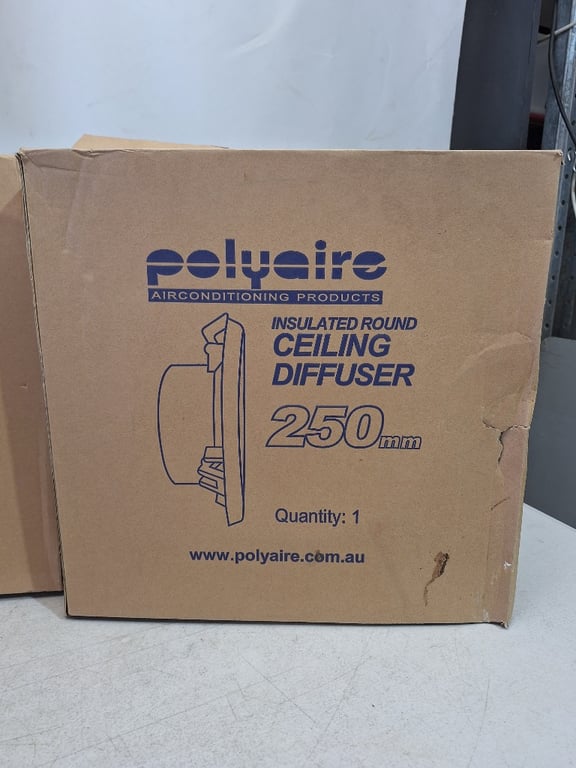 polyaire
AIRCONDITIONING PRODUCTS
INSULATED ROUND
CEILING
DIFFUSER
250mm
Quantity: 1
www.polyaire.com.au